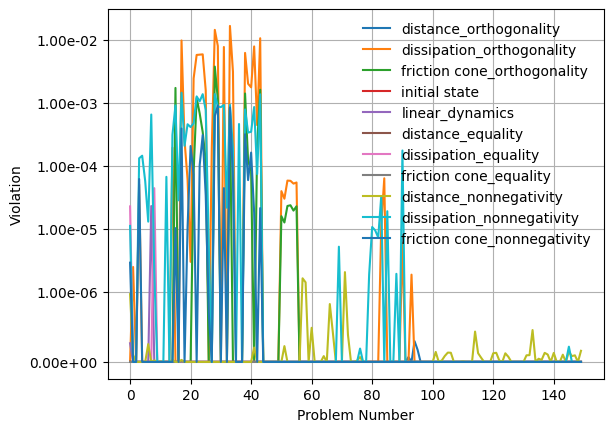 1.00e-02
1.00e-03
1.00e-04
1.00e-05
1.00e-06
0.00e+00
Violation
distance_orthogonality
dissipation_orthogonality
friction cone_orthogonality
initial state
linear_dynamics
distance_equality
dissipation_equality
friction cone_equality
distance_nonnegativity
dissipation_nonnegativity
friction cone_nonnegativity
0 20 40 60 80 100 120 140
Problem Number